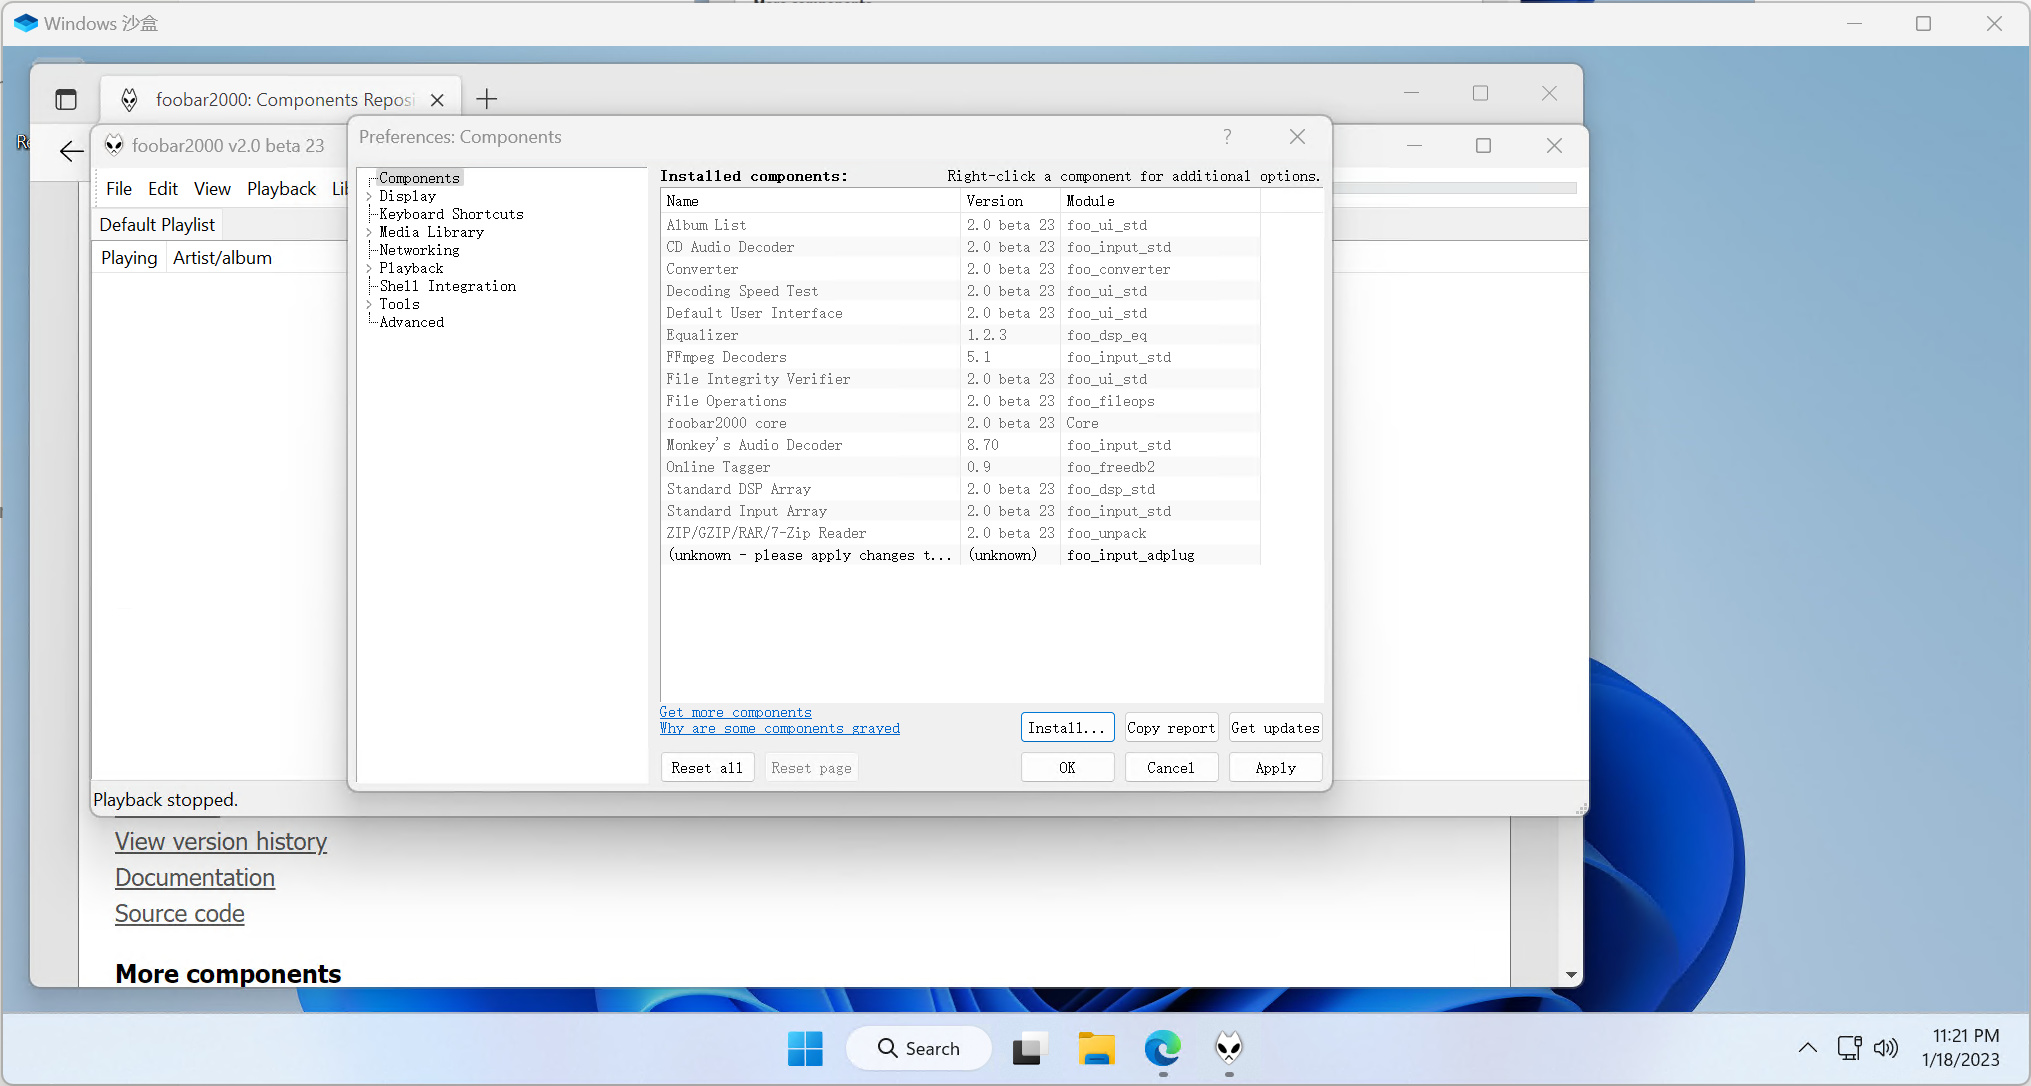 Windows 沙盒
foobar2000: Components Reposi
foobar2000 v2.0 beta 23
File Edit View Playback Lib
Default Playlist
Playing Artist/album
Preferences: Components
?
Components
Display
Keyboard Shortcuts
Media Library
Networking
Playback
Shell Integration
Tools
Advanced
Installed components: Right-click a component for additional options.
Name Version Module
Album List 2.0 beta 23 foo_ui_std
CD Audio Decoder 2.0 beta 23 foo_input_std
Converter 2.0 beta 23 foo_converter
Decoding Speed Test 2.0 beta 23 foo_ui_std
Default User Interface 2.0 beta 23 foo_ui_std
Equalizer 1.2.3 foo_dsp_eq
FFmpeg Decoders 5.1 foo_input_std
File Integrity Verifier 2.0 beta 23 foo_ui_std
File Operations 2.0 beta 23 foo_fileops
foobar2000 core 2.0 beta 23 Core
Monkey's Audio Decoder 8.70 foo_input_std
Online Tagger 0.9 foo_freedb2
Standard DSP Array 2.0 beta 23 foo_dsp_std
Standard Input Array 2.0 beta 23 foo_input_std
ZIP/GZIP/RAR/7-Zip Reader 2.0 beta 23 foo_unpack
(unknown - please apply changes t... (unknown) foo_input_adplug
Get more components
Why are some components grayed
Install... Copy report Get updates
Reset all Reset page OK Cancel Apply
Playback stopped.
View version history
Documentation
Source code
More components
Search
11:21 PM
1/18/2023